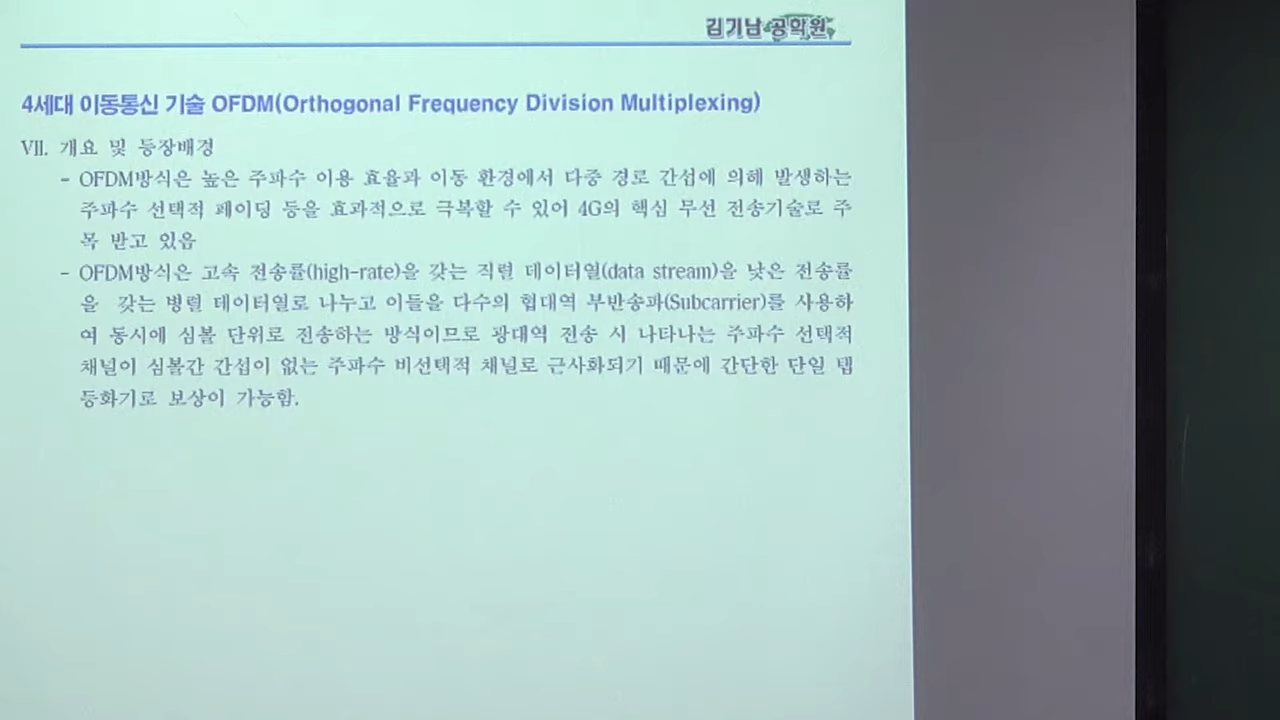 김기남 공학원
4세대 이동통신 기술 OFDM(Orthogonal Frequency Division Multiplexing)
VII. 개요 및 등장배경
- OFDM방식은 높은 주파수 이용 효율과 이동 환경에서 다중 경로 간섭에 의해 발생하는
주파수 선택적 페이딩 등을 효과적으로 극복할 수 있어 4G의 핵심 무선 전송기술로 주
목 받고 있음
- OFDM방식은 고속 전송률(high-rate)을 갖는 직렬 데이터열(data stream)을 낮은 전송률
을 갖는 병렬 데이터열로 나누고 이들을 다수의 협대역 부반송파(Subcarrier)를 사용하
여 동시에 심볼 단위로 전송하는 방식이므로 광대역 전송 시 나타나는 주파수 선택적
채널이 심볼간 간섭이 없는 주파수 비선택적 채널로 근사화되기 때문에 간단한 단일 탭
등화기로 보상이 가능함.